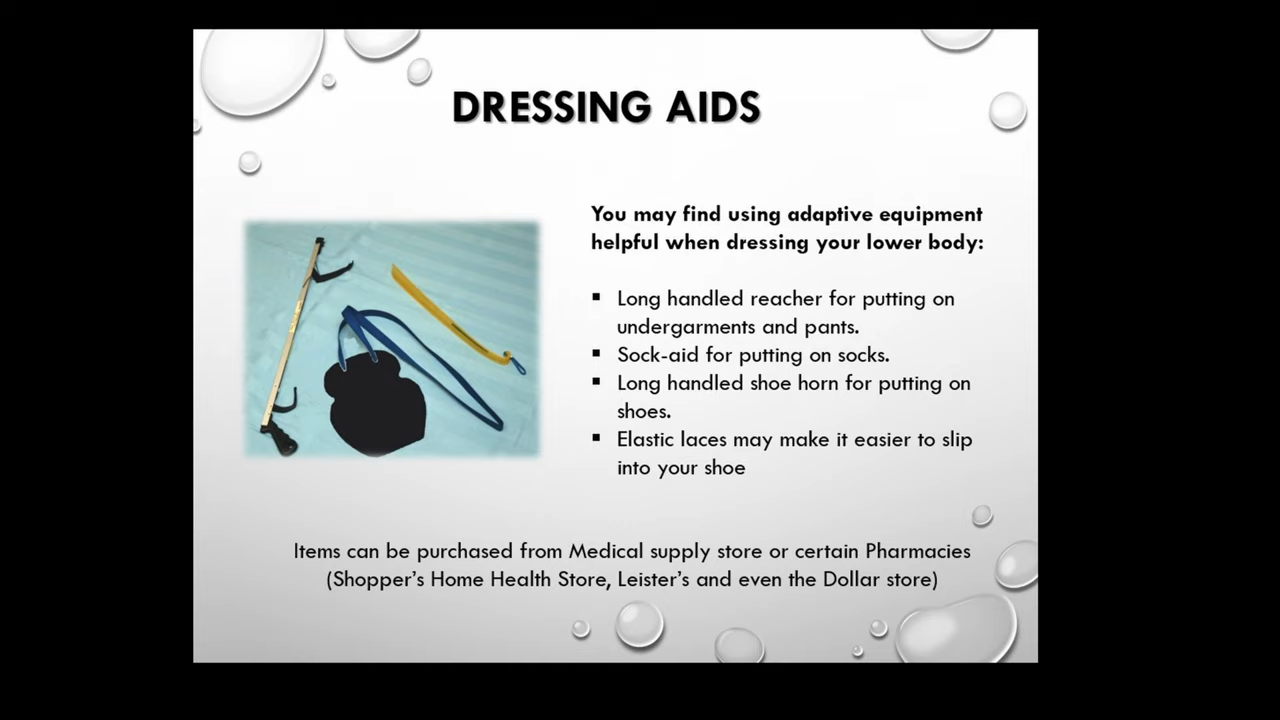 DRESSING AIDS
You may find using adaptive equipment
helpful when dressing your lower body:
▪ Long handled reacher for putting on
undergarments and pants.
▪ Sock-aid for putting on socks.
▪ Long handled shoe horn for putting on
shoes.
▪ Elastic laces may make it easier to slip
into your shoe
Items can be purchased from Medical supply store or certain Pharmacies
(Shopper's Home Health Store, Leister's and even the Dollar store)